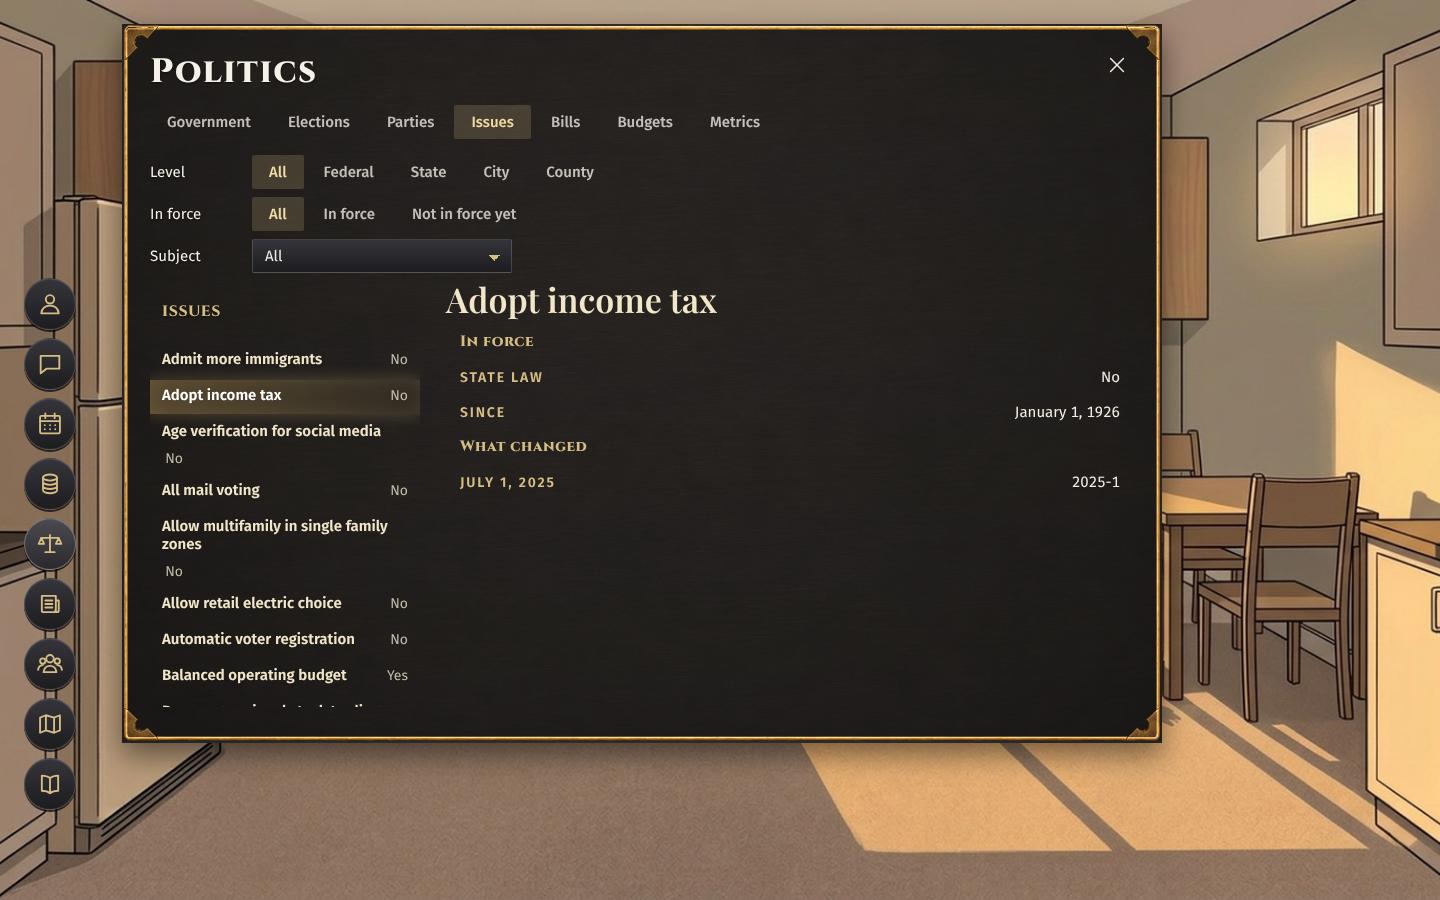 Politics
Government Elections Parties Issues Bills Budgets Metrics
Level All Federal State City County
In force All In force Not in force yet
Subject All
Issues
Admit more immigrants No
Adopt income tax No
Age verification for social media
No
All mail voting No
Allow multifamily in single family
zones
No
Allow retail electric choice No
Automatic voter registration No
Balanced operating budget Yes
Adopt income tax
In force
STATE LAW No
SINCE January 1, 1926
What changed
JULY 1, 2025 2025-1